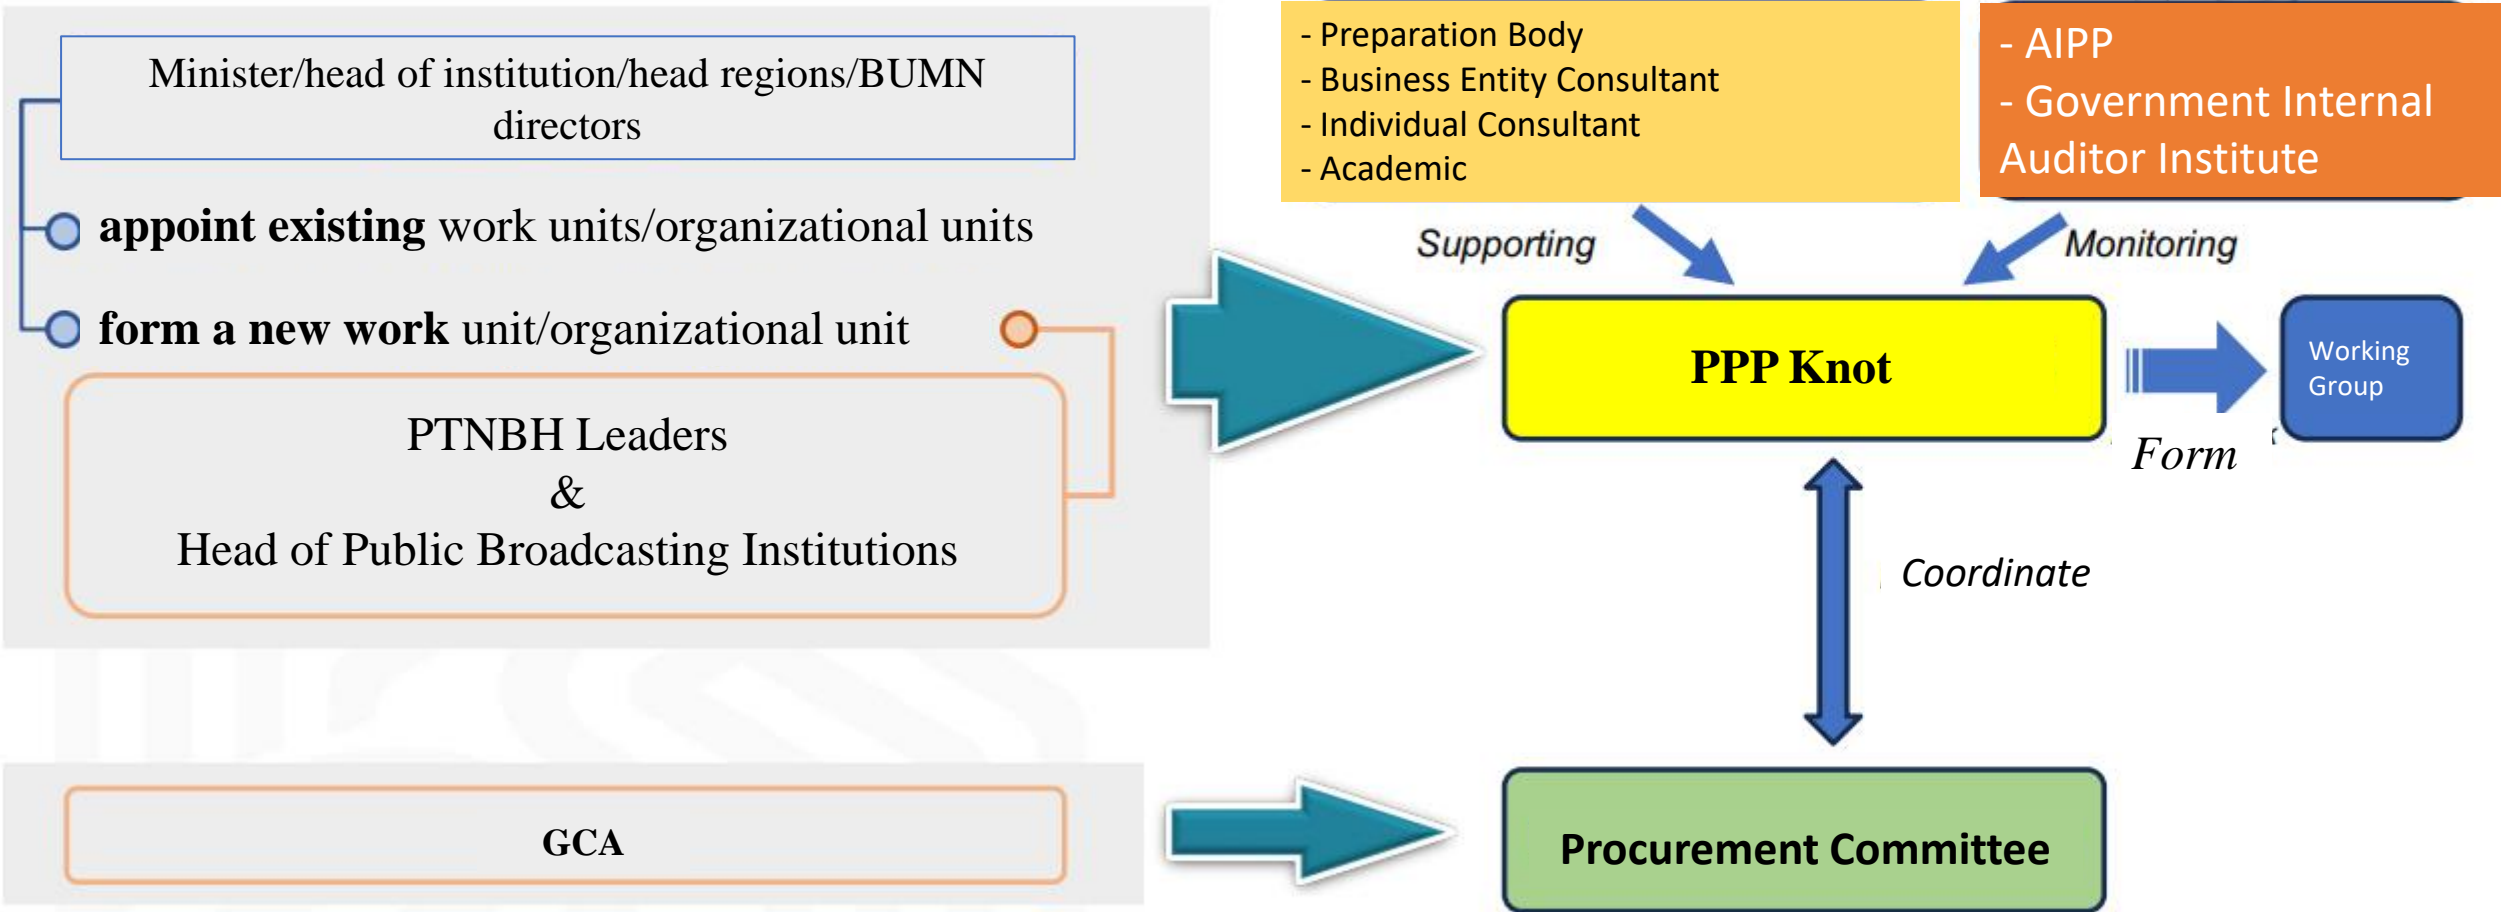 Minister/head of institution/head regions/BUMN
directors
appoint existing work units/organizational units
form a new work unit/organizational unit
PTNBH Leaders
&
Head of Public Broadcasting Institutions
GCA
- Preparation Body
- Business Entity Consultant
- Individual Consultant
- Academic
- AIPP
- Government Internal
Auditor Institute
Supporting
Monitoring
PPP Knot
Working
Group
Form
Coordinate
Procurement Committee